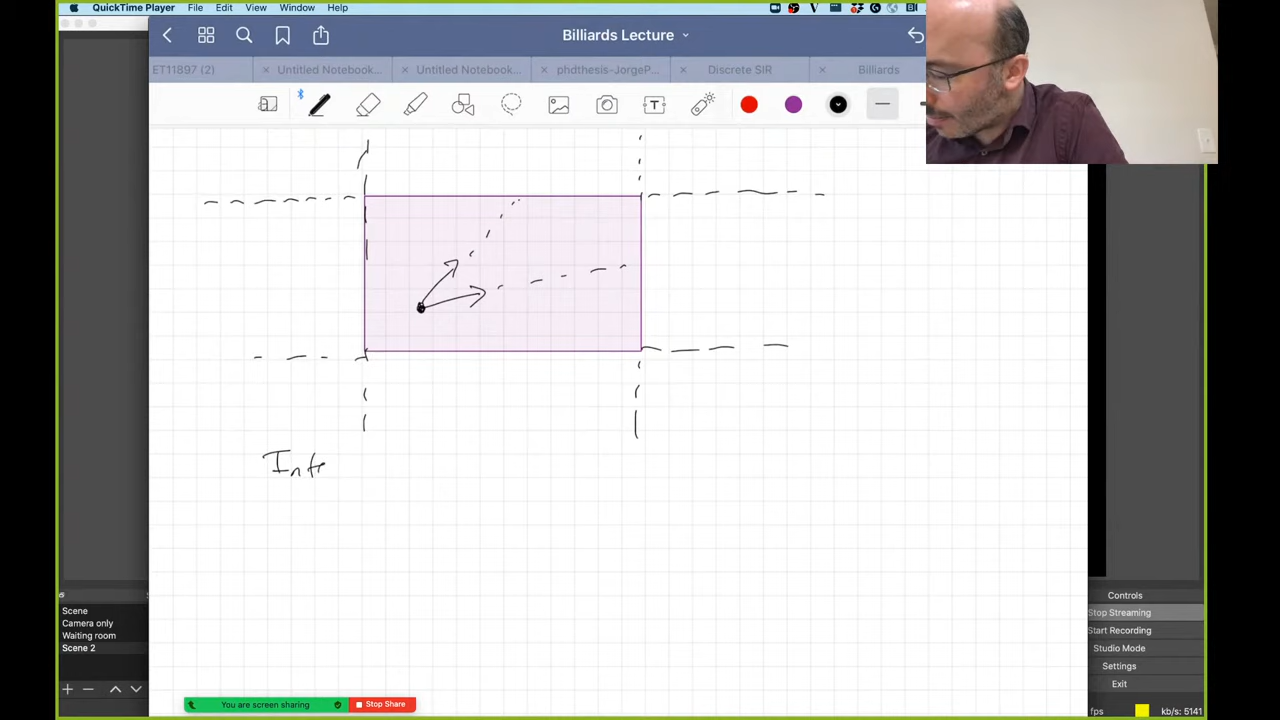 QuickTime Player File Edit View Window Help
Billiards Lecture
ET11897 (2) Untitled Notebook... Untitled Notebook... phdthesis-JorgeP... Discrete SIR Billiards
T
Inte
Scene
Camera only
Waiting room
Scene 2
Controls
Stop Streaming
Start Recording
Studio Mode
Settings
Exit
You are screen sharing Stop Share
fps kb/s: 5141